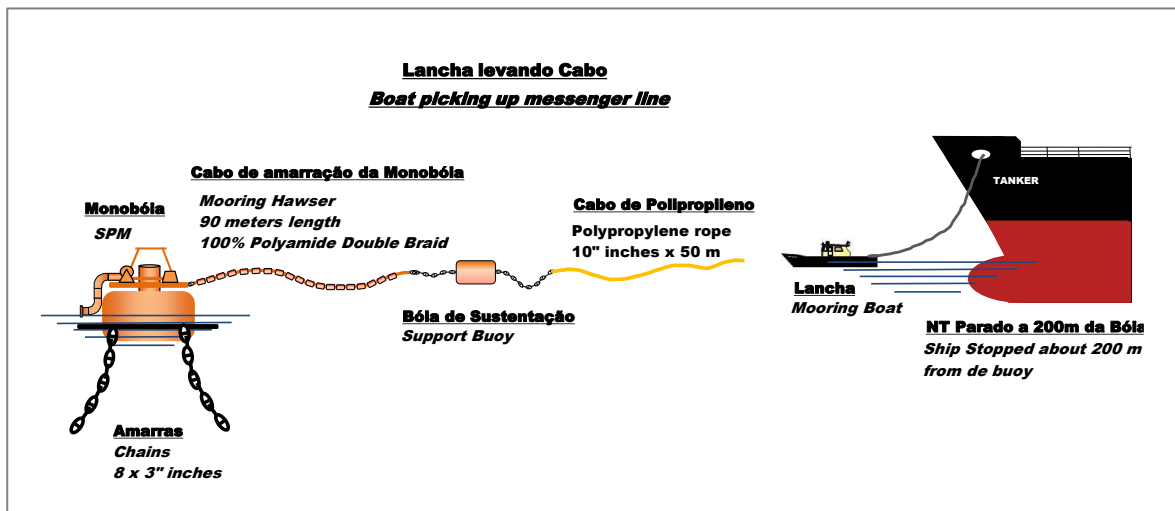 Lancha levando Cabo
Boat picking up messenger line
Cabo de amarração da Monobóia
Mooring Hawser
90 meters length
100% Polyamide Double Braid
Monobóia
SPM
Cabo de Polipropileno
Polypropylene rope
10" inches x 50 m
TANKER
Lancha
Mooring Boat
Bóia de Sustentação
Support Buoy
NT Parado a 200m da Bóia
Ship Stopped about 200 m
from de buoy
Amarras
Chains
8 x 3" inches